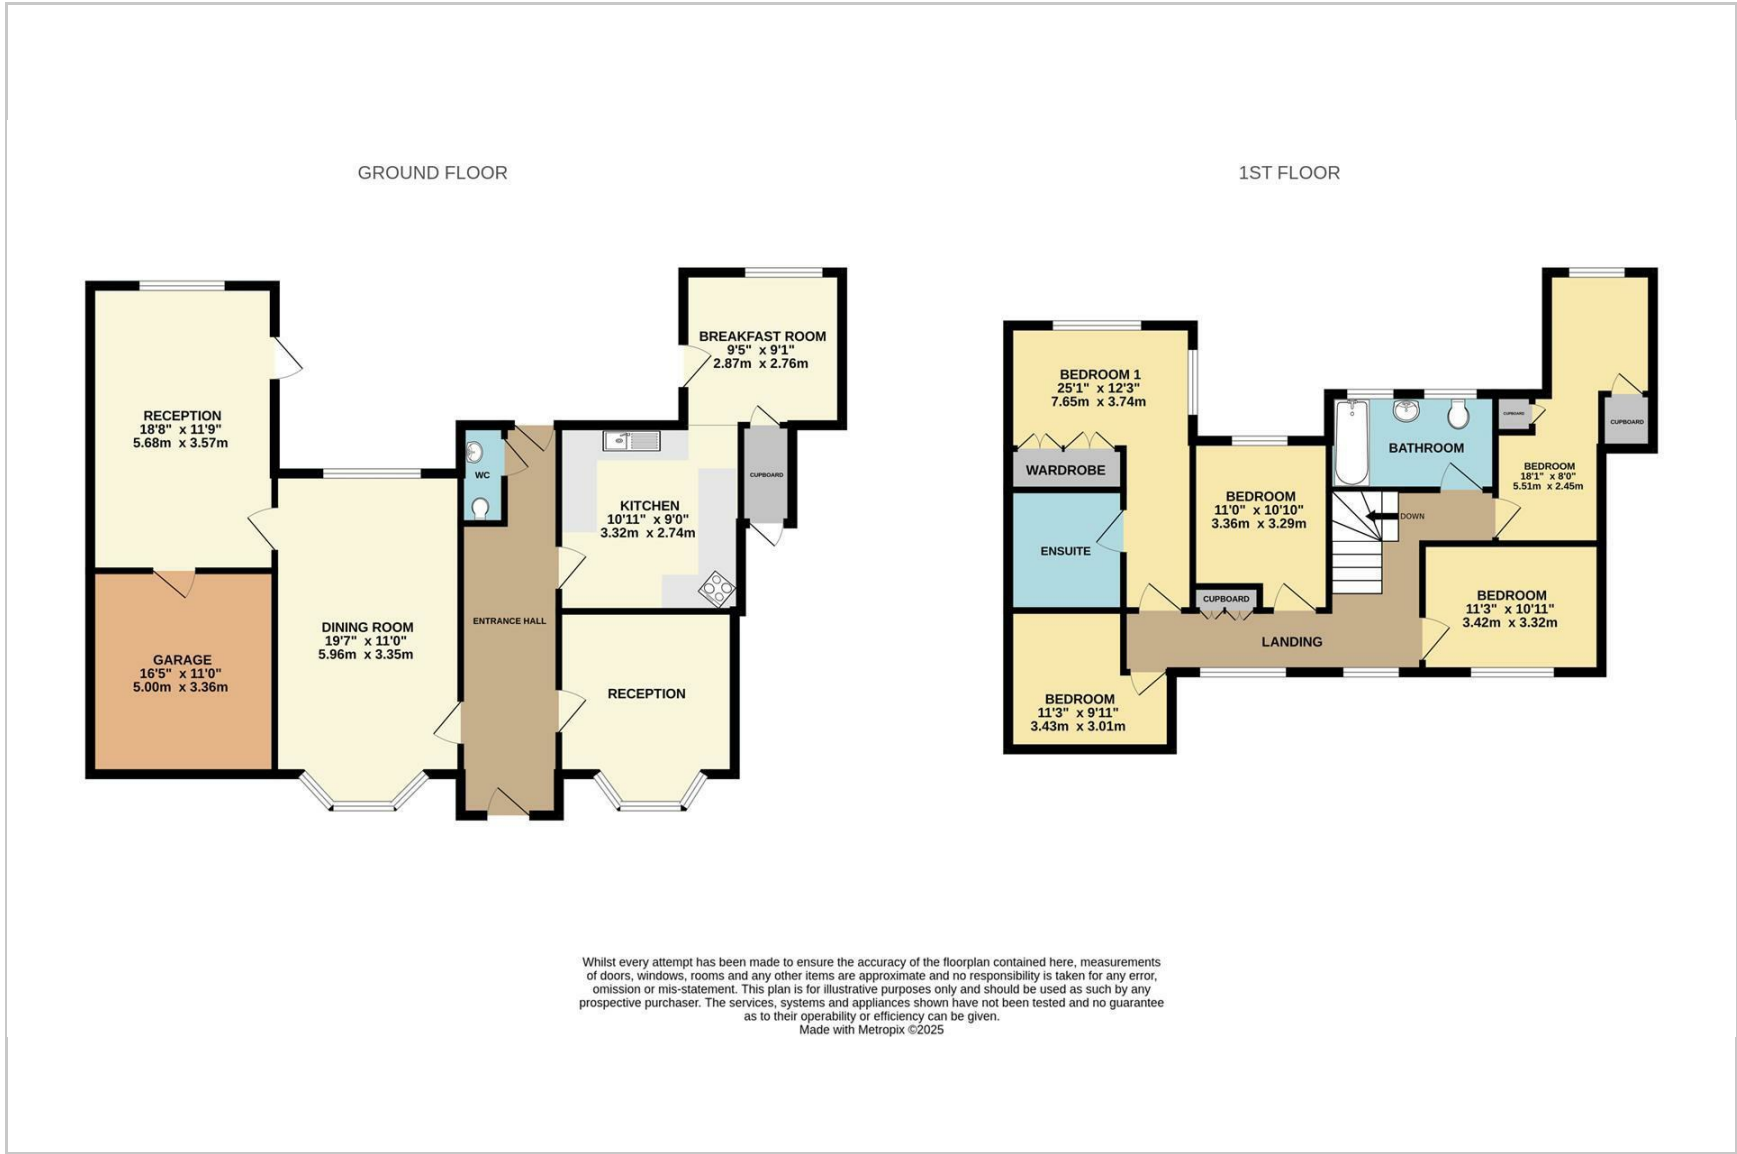 GROUND FLOOR
RECEPTION
18'8" x 11'9"
5.68m x 3.57m
BREAKFAST ROOM
9'5" x 9'1"
2.87m x 2.76m
WC
CUPBOARD
KITCHEN
10'11" x 9'0"
3.32m x 2.74m
ENTRANCE HALL
DINING ROOM
19'7" x 11'0"
5.96m x 3.35m
GARAGE
16'5" x 11'0"
5.00m x 3.36m
RECEPTION
1ST FLOOR
BEDROOM 1
25'1" x 12'3"
7.65m x 3.74m
WARDROBE
ENSUITE
BEDROOM
11'0" x 10'10"
3.36m x 3.29m
CUPBOARD
BATHROOM
CUPBOARD
CUPBOARD
BEDROOM
18'1" x 8'0"
5.51m x 2.45m
DOWN
BEDROOM
11'3" x 10'11"
3.42m x 3.32m
LANDING
BEDROOM
11'3" x 9'11"
3.43m x 3.01m
Whilst every attempt has been made to ensure the accuracy of the floorplan contained here, measurements
of doors, windows, rooms and any other items are approximate and no responsibility is taken for any error,
omission or mis-statement. This plan is for illustrative purposes only and should be used as such by any
prospective purchaser. The services, systems and appliances shown have not been tested and no guarantee
as to their operability or efficiency can be given.
Made with Metropix ©2025